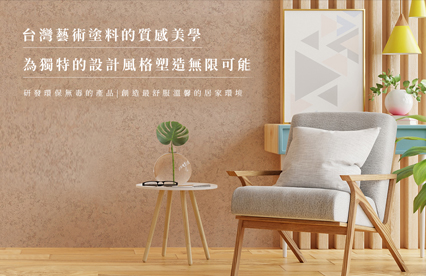 台灣藝術塗料的質感美學
為獨特的設計風格塑造無限可能
研發環保無毒的產品|創造最舒服溫馨的居家環境